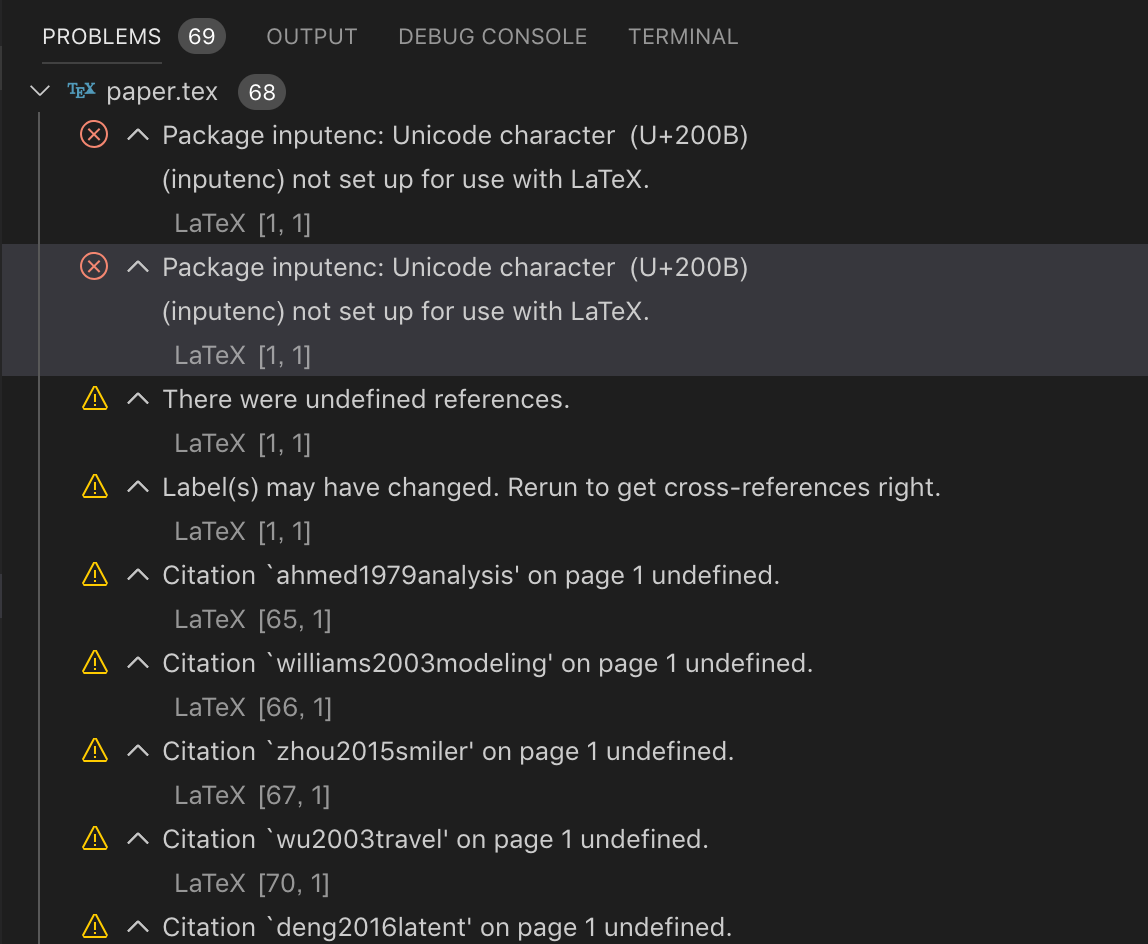 PROBLEMS 69 OUTPUT DEBUG CONSOLE TERMINAL
TEX paper.tex 68
Package inputenc: Unicode character  (U+200B)
(inputenc) not set up for use with LaTeX.
LaTeX [1, 1]
Package inputenc: Unicode character  (U+200B)
(inputenc) not set up for use with LaTeX.
LaTeX [1, 1]
There were undefined references.
LaTeX [1, 1]
Label(s) may have changed. Rerun to get cross-references right.
LaTeX [1, 1]
Citation `ahmed1979analysis' on page 1 undefined.
LaTeX [65, 1]
Citation `williams2003modeling' on page 1 undefined.
LaTeX [66, 1]
Citation `zhou2015smiler' on page 1 undefined.
LaTeX [67, 1]
Citation `wu2003travel' on page 1 undefined.
LaTeX [70, 1]
Citation `deng2016latent' on page 1 undefined.